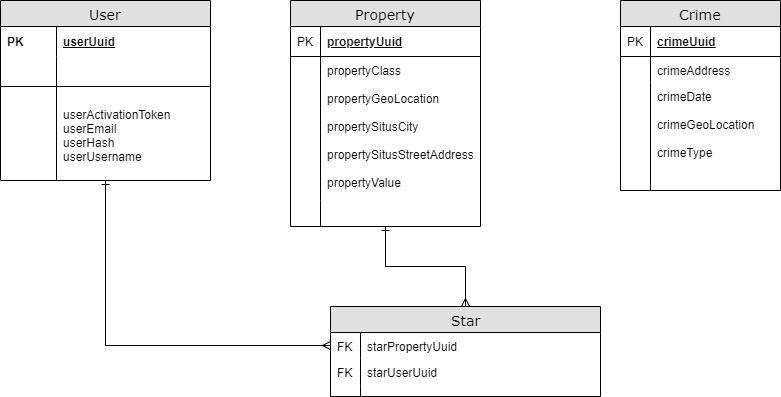 User
PK userUuid
userActivationToken
userEmail
userHash
userUsername
Property
PK propertyUuid
propertyClass
propertyGeoLocation
propertySitusCity
propertySitusStreetAddress
propertyValue
Crime
PK crimeUuid
crimeAddress
crimeDate
crimeGeoLocation
crimeType
Star
FK starPropertyUuid
FK starUserUuid